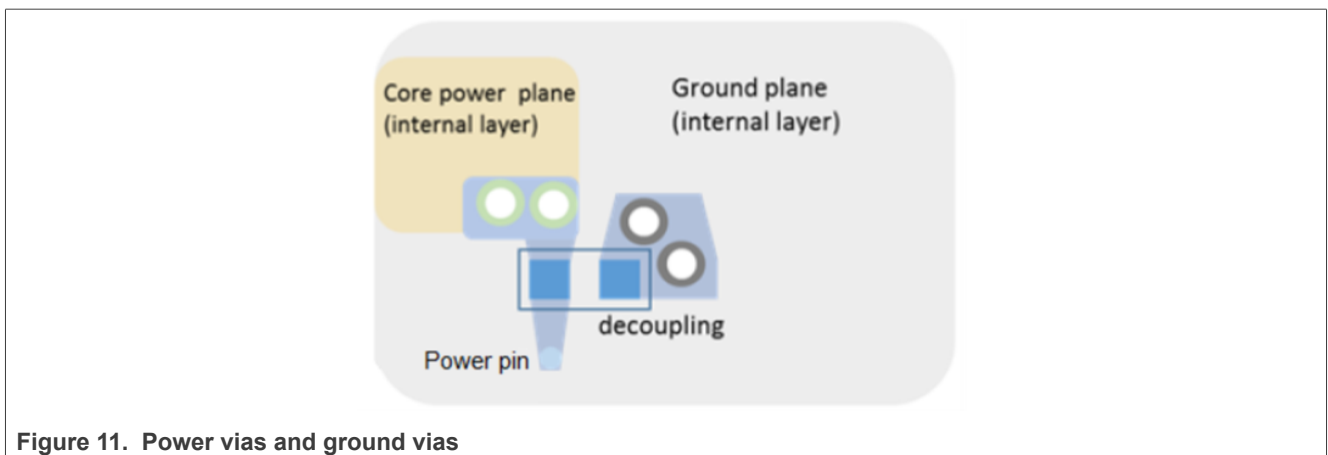 Core power plane
(internal layer)
Ground plane
(internal layer)
decoupling
Power pin
Figure 11. Power vias and ground vias